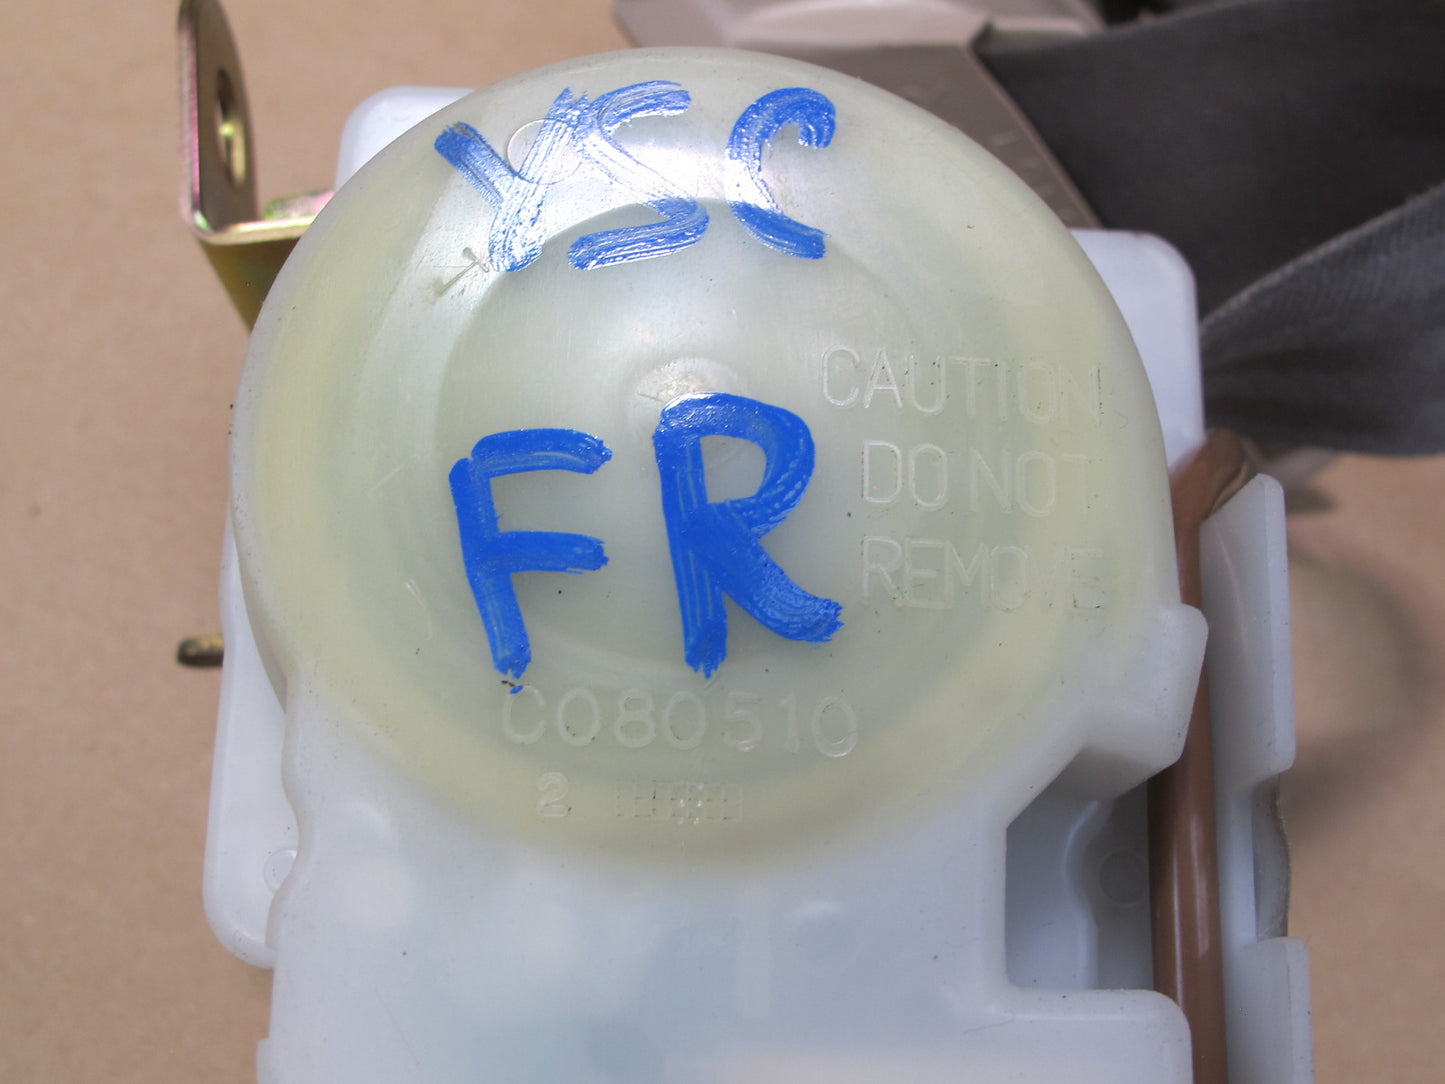 YSC
CAUTION
DO NOT
REMOVE
FR
C080510
2